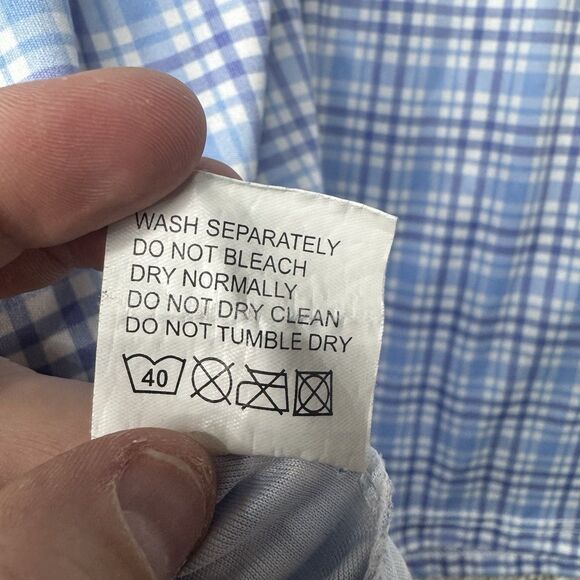 WASH SEPARATELY
DO NOT BLEACH
DRY NORMALLY
DO NOT DRY CLEAN
DO NOT TUMBLE DRY
40